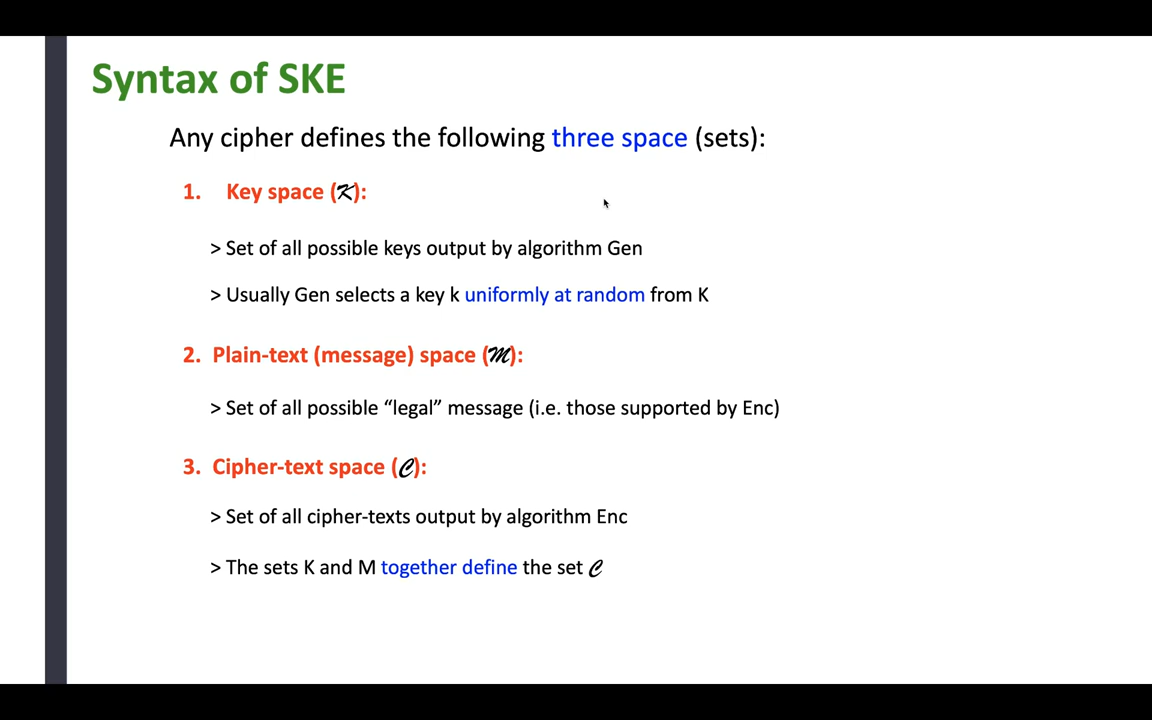 Syntax of SKE
Any cipher defines the following three space (sets):
1. Key space (𝒦):
> Set of all possible keys output by algorithm Gen
> Usually Gen selects a key k uniformly at random from K
2. Plain-text (message) space (ℳ):
> Set of all possible “legal” message (i.e. those supported by Enc)
3. Cipher-text space (𝒞):
> Set of all cipher-texts output by algorithm Enc
> The sets K and M together define the set 𝒞